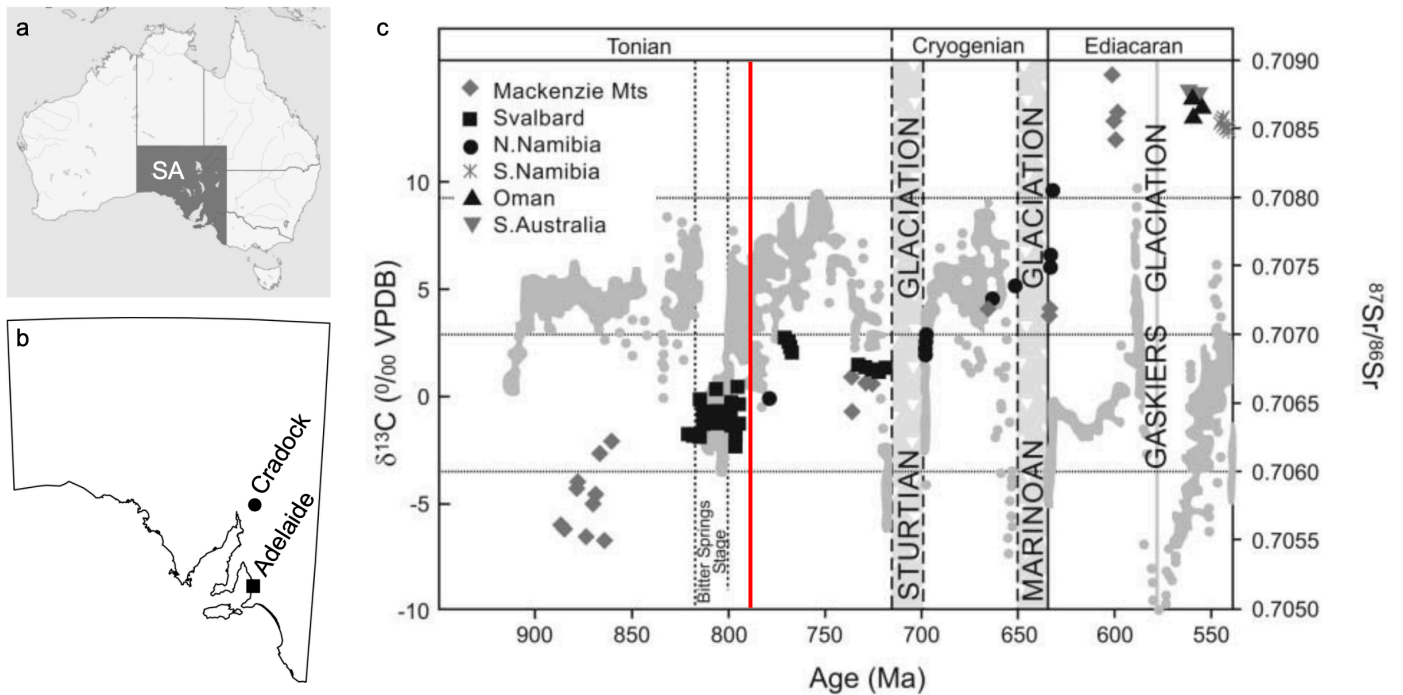 a
SA
b
Cradock
Adelaide
c
Tonian
Cryogenian
Ediacaran
Mackenzie Mts
Svalbard
N.Namibia
S.Namibia
Oman
S.Australia
STURTIAN GLACIATION
MARINOAN GLACIATION
GASKIERS GLACIATION
Bitter Springs
Stage
δ13C (0/00 VPDB)
10
5
0
-5
-10
900
850
800
750
700
650
600
550
Age (Ma)
0.7090
0.7085
0.7080
0.7075
0.7070
0.7065
0.7060
0.7055
0.7050
87Sr/86Sr